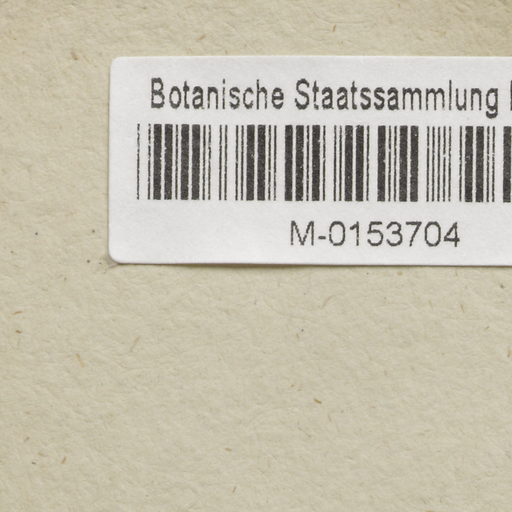 Botanische Staatssammlung
M-0153704